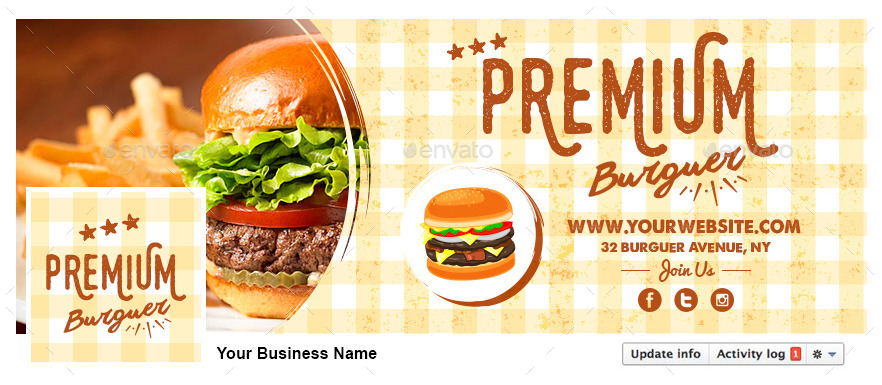 PREMIUM
Burguer
WWW.YOURWEBSITE.COM
32 BURGUER AVENUE, NY
Join Us
PREMIUM
Burguer
Your Business Name
Update info
Activity log 1
envato
envato
envato